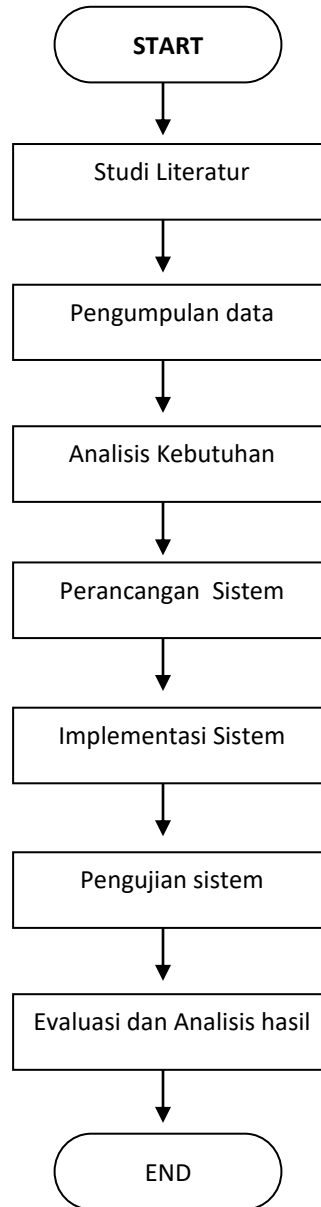 START
Studi Literatur
Pengumpulan data
Analisis Kebutuhan
Perancangan  Sistem
Implementasi Sistem
Pengujian sistem
Evaluasi dan Analisis hasil
END